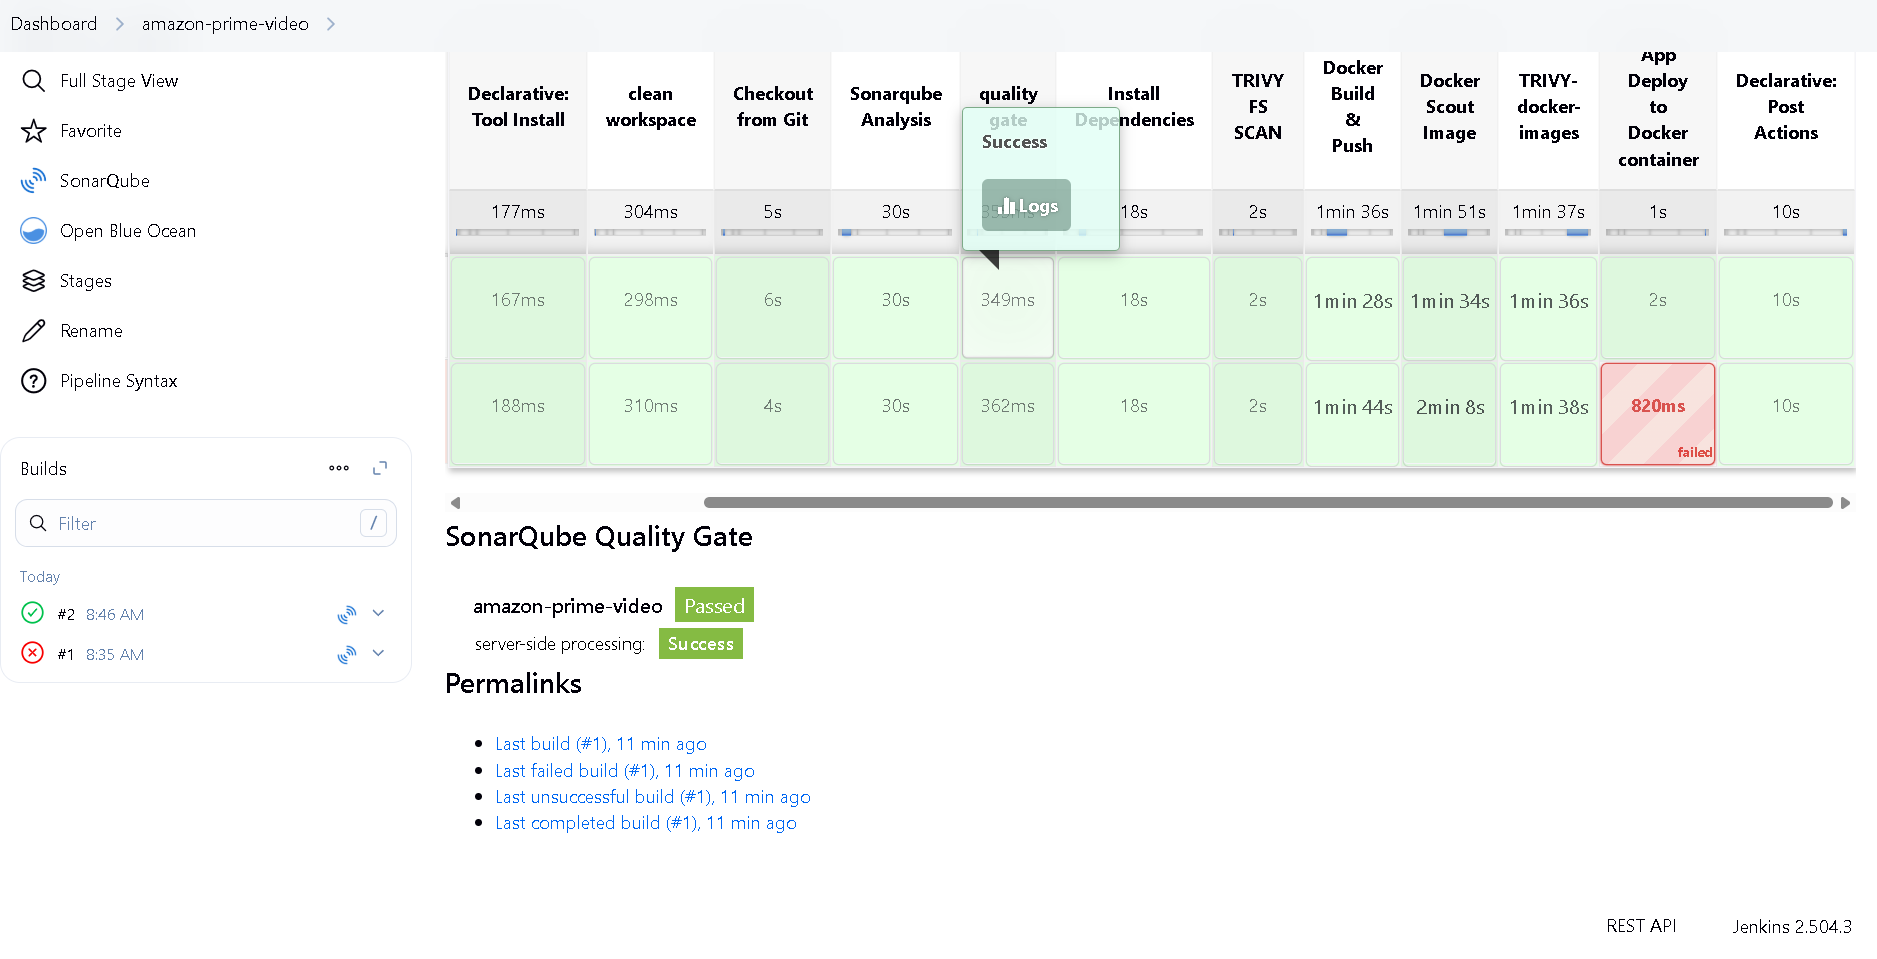 Dashboard
amazon-prime-video
Full Stage View
Favorite
SonarQube
Open Blue Ocean
Stages
Rename
Pipeline Syntax
Builds
Filter
/
Today
#2 8:46 AM
#1 8:35 AM
Declarative:
Tool Install
clean
workspace
Checkout
from Git
Sonarqube
Analysis
quality
gate
Install
Dependencies
TRIVY
FS
SCAN
Docker
Build
&
Push
Docker
Scout
Image
TRIVY-
docker-
images
App
Deploy
to
Docker
container
Declarative:
Post
Actions
Success
Logs
177ms 304ms 5s 30s 18s 2s 1min 36s 1min 51s 1min 37s 1s 10s
167ms 298ms 6s 30s 349ms 18s 2s 1min 28s 1min 34s 1min 36s 2s 10s
188ms 310ms 4s 30s 362ms 18s 2s 1min 44s 2min 8s 1min 38s 820ms 10s
failed
SonarQube Quality Gate
amazon-prime-video Passed
server-side processing: Success
Permalinks
Last build (#1), 11 min ago
Last failed build (#1), 11 min ago
Last unsuccessful build (#1), 11 min ago
Last completed build (#1), 11 min ago
REST API Jenkins 2.504.3